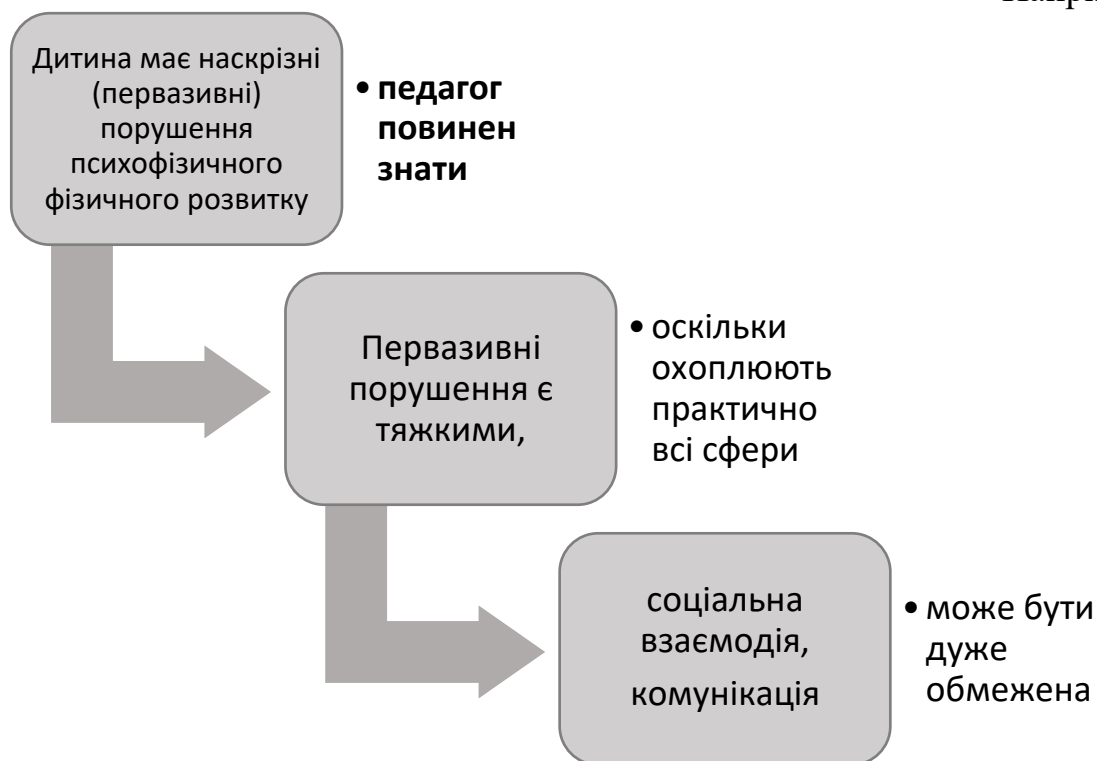 Дитина має наскрізні
(первазивні)
порушення
психофізичного
фізичного розвитку
• педагог
повинен
знати
Первазивні
порушення є
тяжкими,
• оскільки
охоплюють
практично
всі сфери
соціальна
взаємодія,
комунікація
• може бути
дуже
обмежена